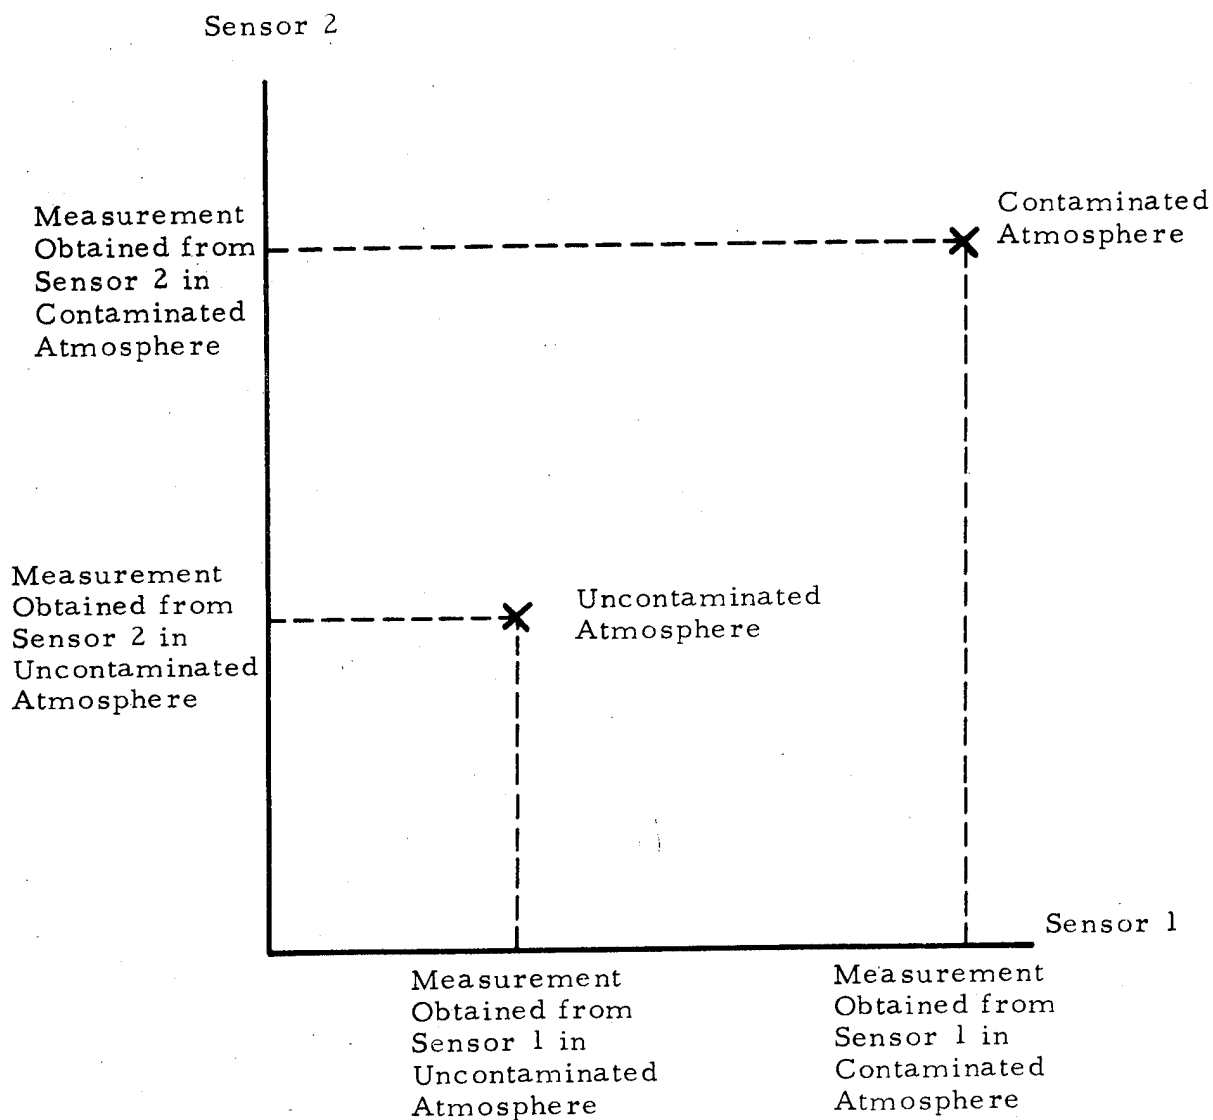 Sensor 2
Measurement
Obtained from
Sensor 2 in
Contaminated
Atmosphere
Contaminated
Atmosphere
Measurement
Obtained from
Sensor 2 in
Uncontaminated
Atmosphere
Uncontaminated
Atmosphere
Sensor 1
Measurement
Obtained from
Sensor 1 in
Uncontaminated
Atmosphere
Measurement
Obtained from
Sensor 1 in
Contaminated
Atmosphere